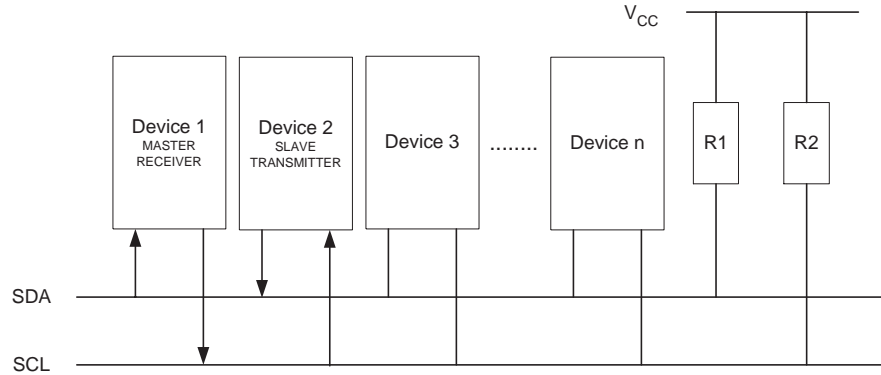 V_CC
Device 1
MASTER
RECEIVER
Device 2
SLAVE
TRANSMITTER
Device 3
........
Device n
R1
R2
SDA
SCL